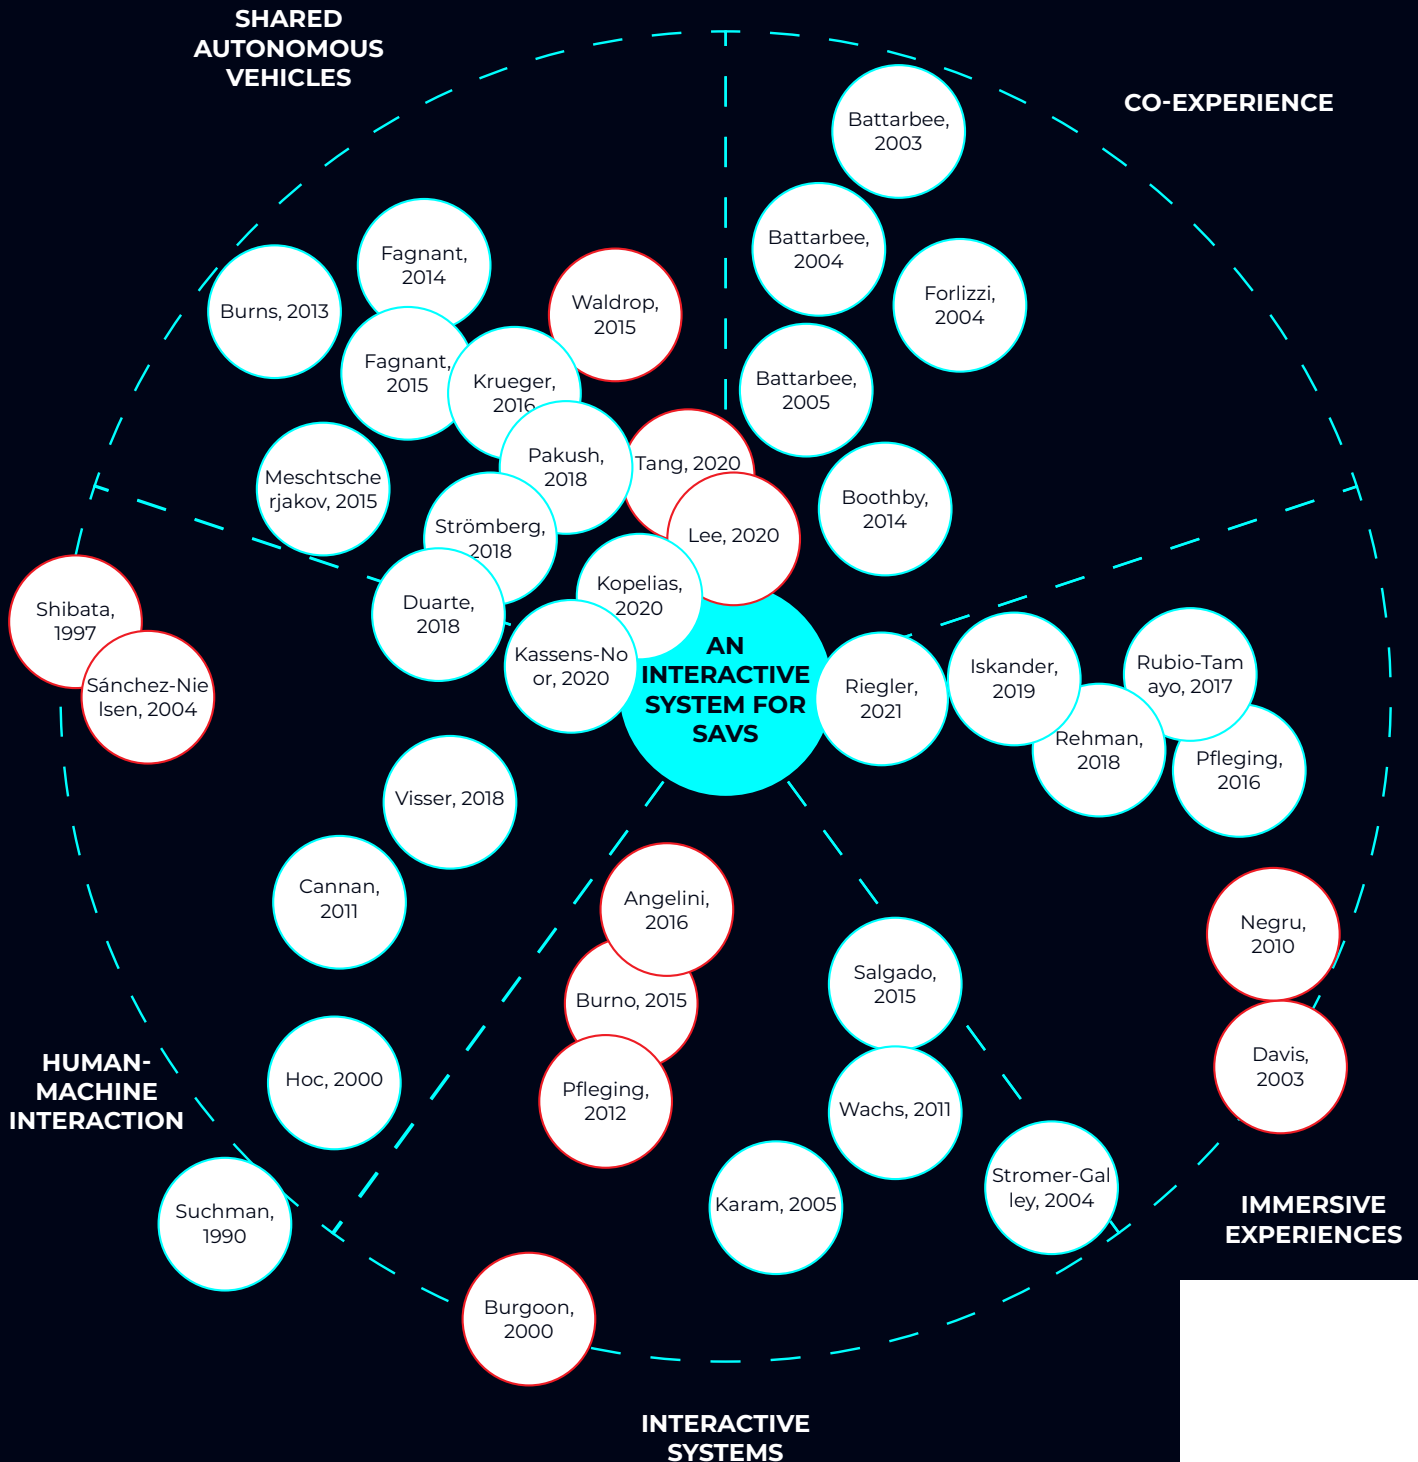 SHARED
AUTONOMOUS
VEHICLES
CO-EXPERIENCE
Battarbee,
2003
Battarbee,
2004
Forlizzi,
2004
Battarbee,
2005
Boothby,
2014
Fagnant,
2014
Burns, 2013
Waldrop,
2015
Fagnant,
2015
Krueger,
2016
Meschtsche
rjakov, 2015
Pakush,
2018
Tang, 2020
Strömberg,
2018
Lee, 2020
Duarte,
2018
Kopelias,
2020
Kassens-No
or, 2020
AN
INTERACTIVE
SYSTEM FOR
SAVS
Shibata,
1997
Sánchez-Nie
lsen, 2004
Riegler,
2021
Iskander,
2019
Rehman,
2018
Rubio-Tam
ayo, 2017
Pfleging,
2016
Visser, 2018
Cannan,
2011
Hoc, 2000
Suchman,
1990
HUMAN-
MACHINE
INTERACTION
Angelini,
2016
Burno, 2015
Pfleging,
2012
Burgoon,
2000
Salgado,
2015
Wachs, 2011
Karam, 2005
Stromer-Gal
ley, 2004
Negru,
2010
Davis,
2003
IMMERSIVE
EXPERIENCES
INTERACTIVE
SYSTEMS